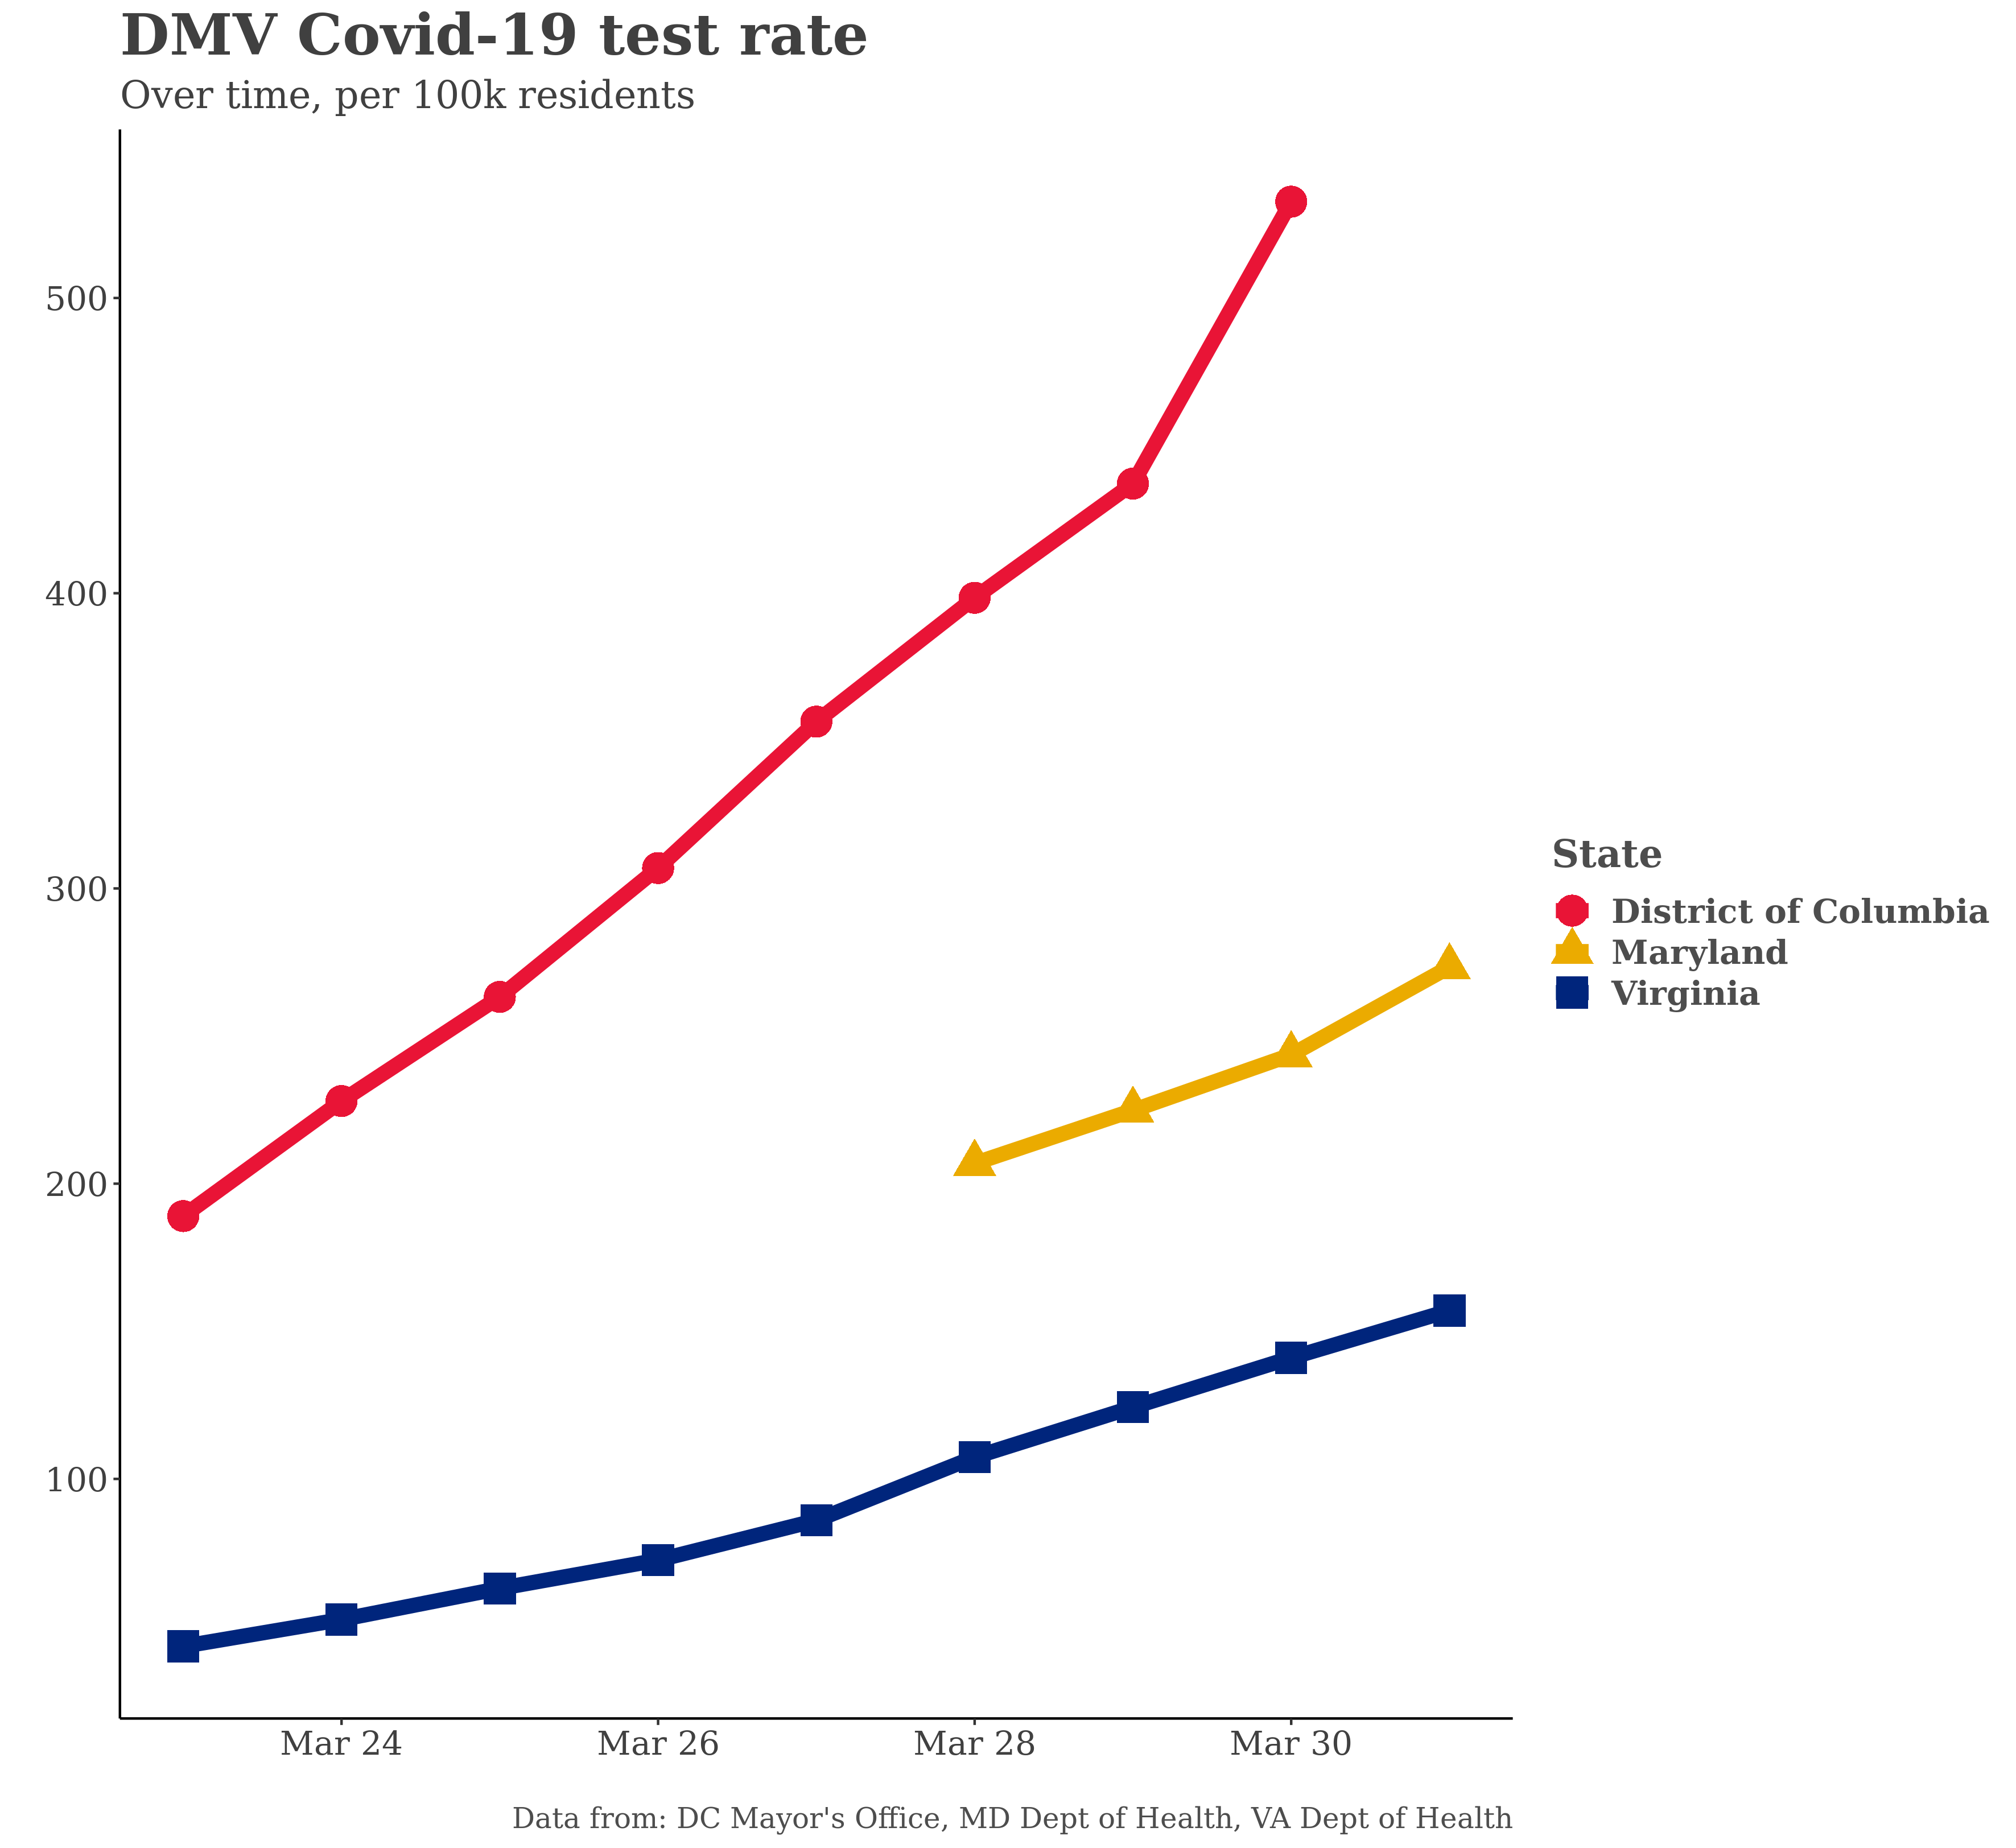 DMV Covid-19 test rate
Over time, per 100k residents
500
400
300
200
100
State
District of Columbia
Maryland
Virginia
Mar 24
Mar 26
Mar 28
Mar 30
Data from: DC Mayor's Office, MD Dept of Health, VA Dept of Health